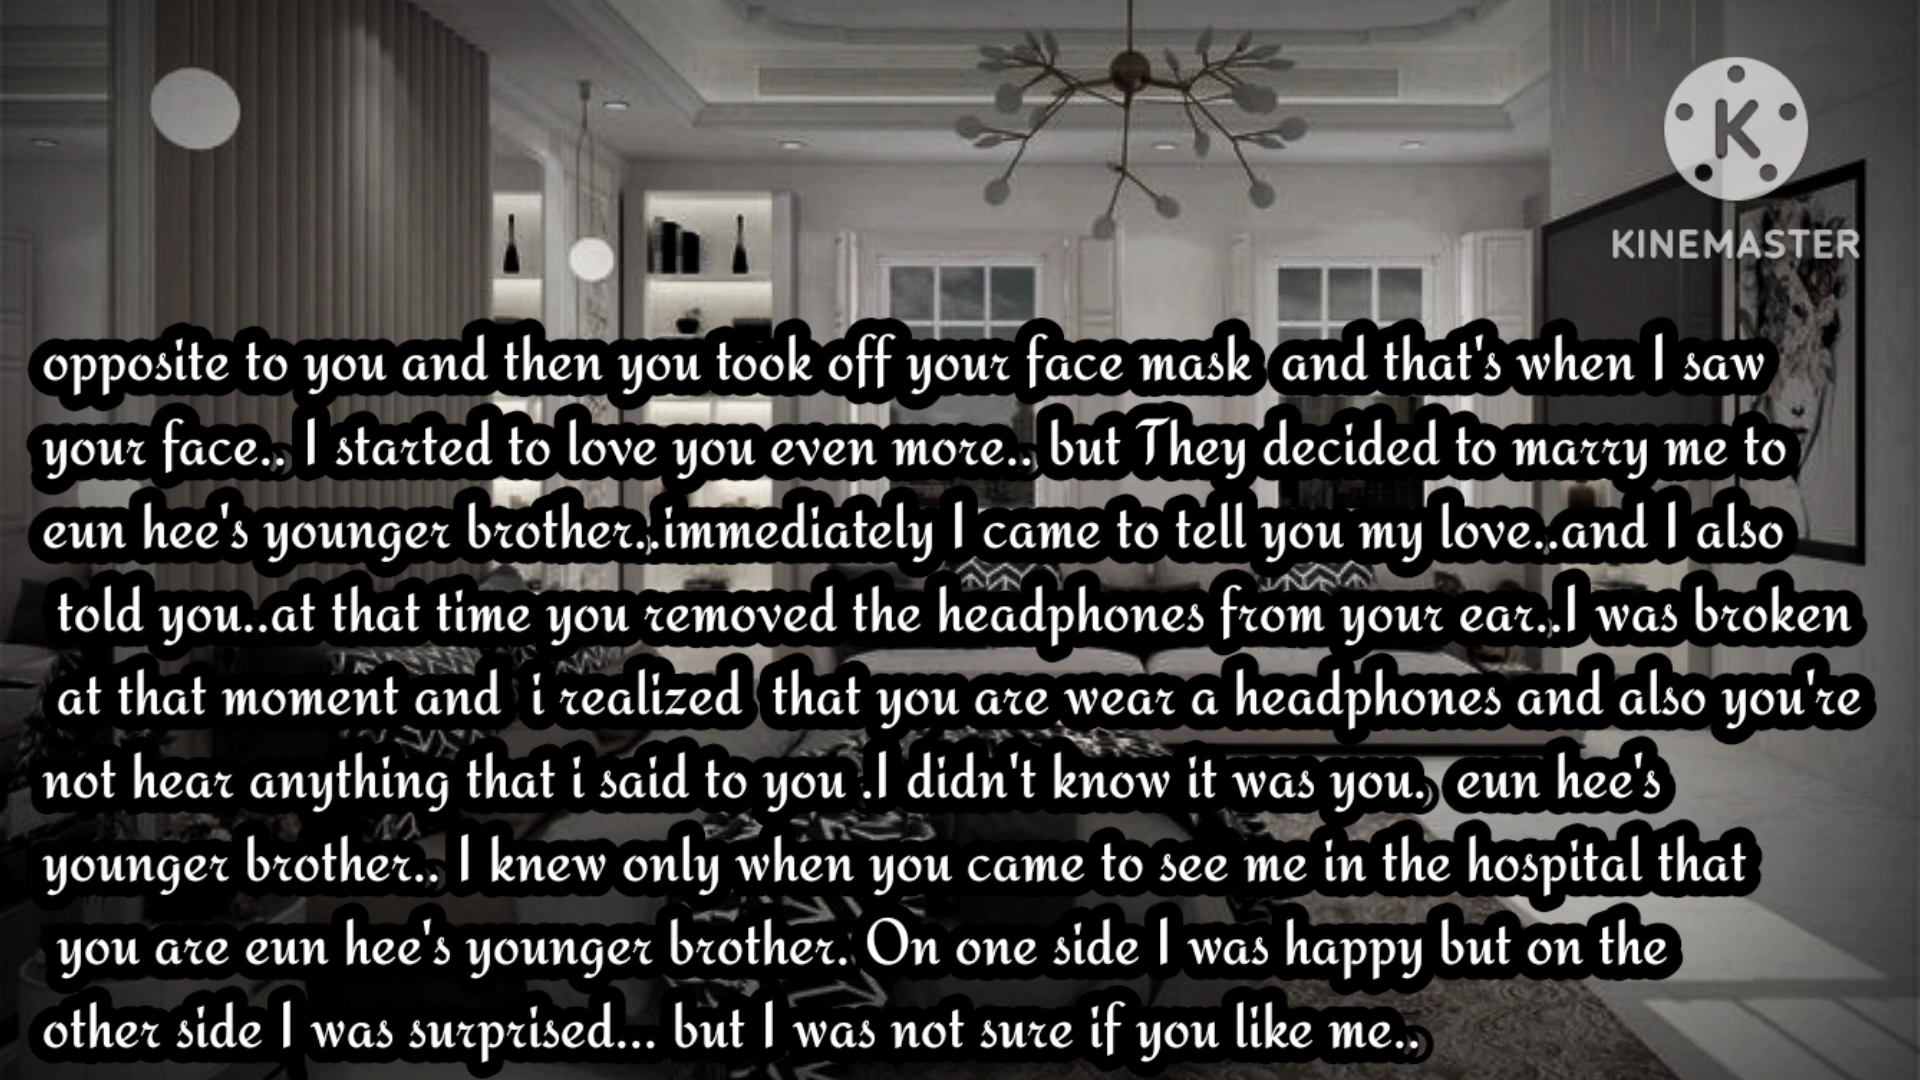 K
KINEMASTER
opposite to you and then you took off your face mask and that's when I saw
your face.. I started to love you even more.. but They decided to marry me to
eun hee's younger brother..immediately I came to tell you my love..and I also
told you..at that time you removed the headphones from your ear..I was broken
at that moment and i realized that you are wear a headphones and also you're
not hear anything that i said to you .I didn't know it was you. eun hee's
younger brother.. I knew only when you came to see me in the hospital that
you are eun hee's younger brother. On one side I was happy but on the
other side I was surprised... but I was not sure if you like me..